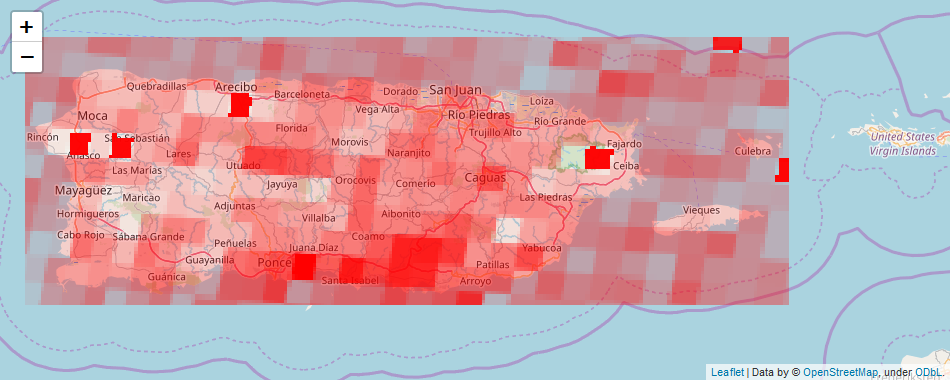 +
−
Quebradillas
Arecibo
Barceloneta
Dorado
San Juan
Loíza
Moca
Vega Alta
Río Piedras
Río Grande
Rincón
San Sebastián
Florida
Morovis
Trujillo Alto
Fajardo
Añasco
Lares
Utuado
Naranjito
Culebra
United States
Virgin Islands
Las Marías
Orocovis
Comerío
Caguas
Ceiba
Mayagüez
Maricao
Jayuya
Las Piedras
Hormigueros
Adjuntas
Villalba
Aibonito
Vieques
Cabo Rojo
Sábana Grande
Peñuelas
Juana Díaz
Coamo
Yabucoa
Guayanilla
Ponce
Patillas
Guánica
Santa Isabel
Arroyo
Leaflet | Data by © OpenStreetMap, under ODbL.